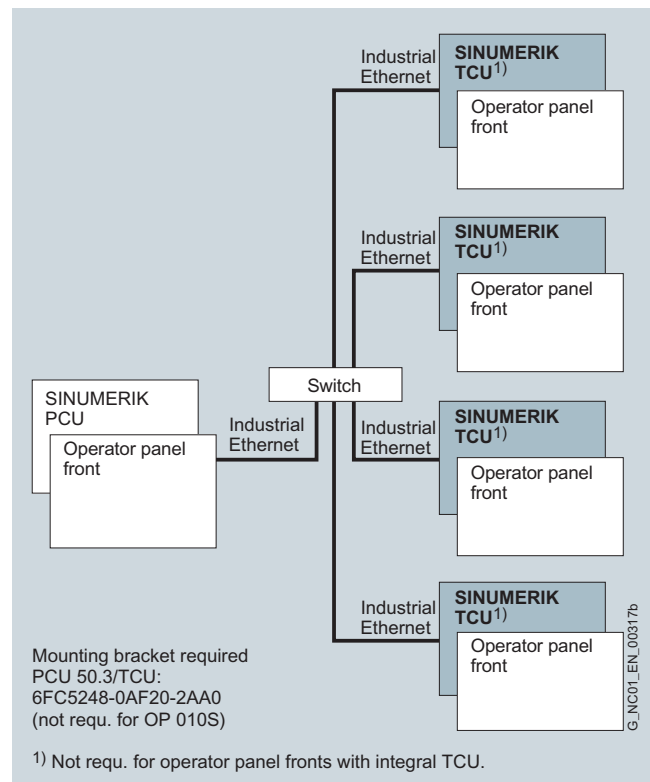 Industrial
Ethernet
SINUMERIK
TCU1)
Operator panel
front
Industrial
Ethernet
SINUMERIK
TCU1)
Operator panel
front
Switch
SINUMERIK
PCU
Operator panel
front
Industrial
Ethernet
Industrial
Ethernet
SINUMERIK
TCU1)
Operator panel
front
Industrial
Ethernet
SINUMERIK
TCU1)
Operator panel
front
Mounting bracket required
PCU 50.3/TCU:
6FC5248-0AF20-2AA0
(not requ. for OP 010S)
1) Not requ. for operator panel fronts with integral TCU.
G_NC01_EN_00317b